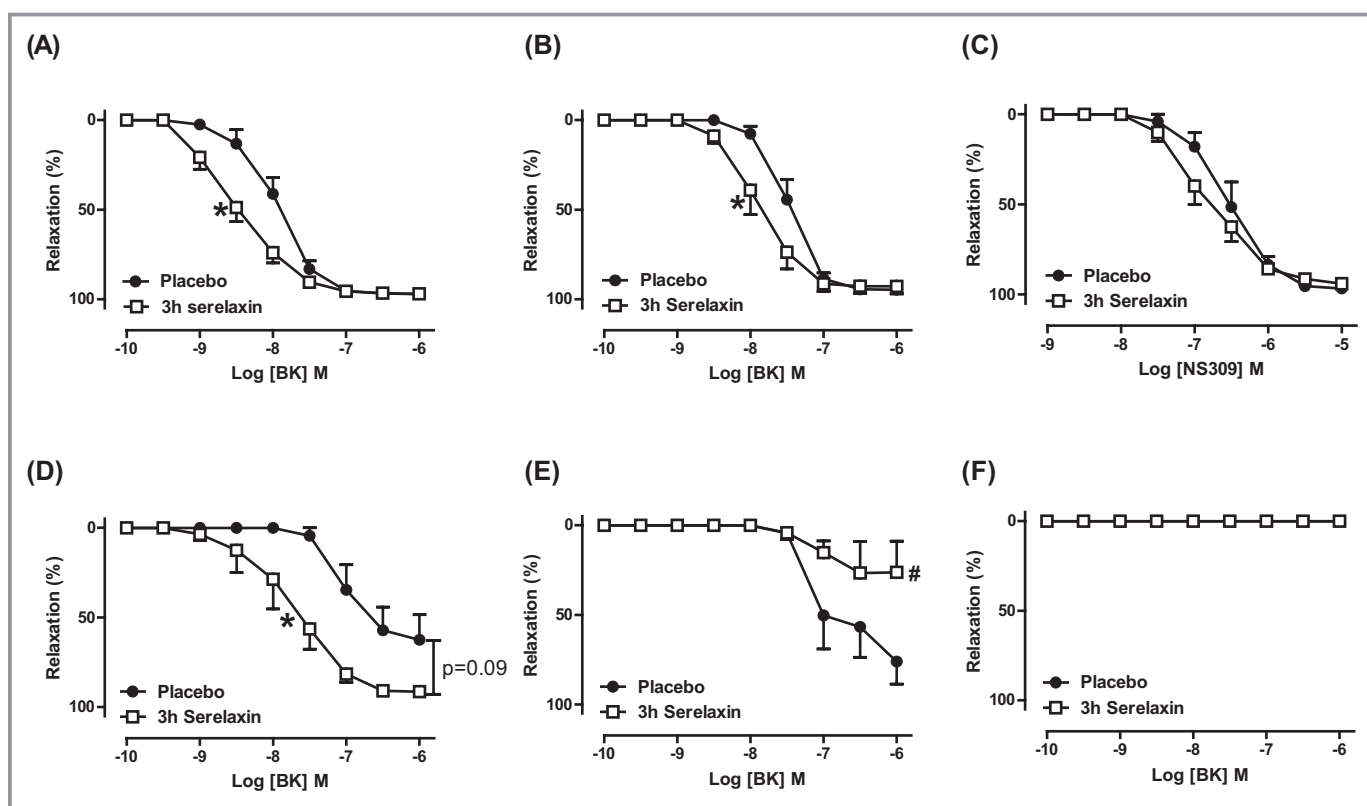 (A)
0
50
100
Relaxation (%)
*
Placebo
3h serelaxin
-10 -9 -8 -7 -6
Log [BK] M
(B)
0
50
100
Relaxation (%)
*
Placebo
3h Serelaxin
-10 -9 -8 -7 -6
Log [BK] M
(C)
0
50
100
Relaxation (%)
Placebo
3h Serelaxin
-9 -8 -7 -6 -5
Log [NS309] M
(D)
0
50
100
Relaxation (%)
*
p=0.09
Placebo
3h Serelaxin
-10 -9 -8 -7 -6
Log [BK] M
(E)
0
50
100
Relaxation (%)
#
Placebo
3h Serelaxin
-10 -9 -8 -7 -6
Log [BK] M
(F)
0
50
100
Relaxation (%)
Placebo
3h Serelaxin
-10 -9 -8 -7 -6
Log [BK] M